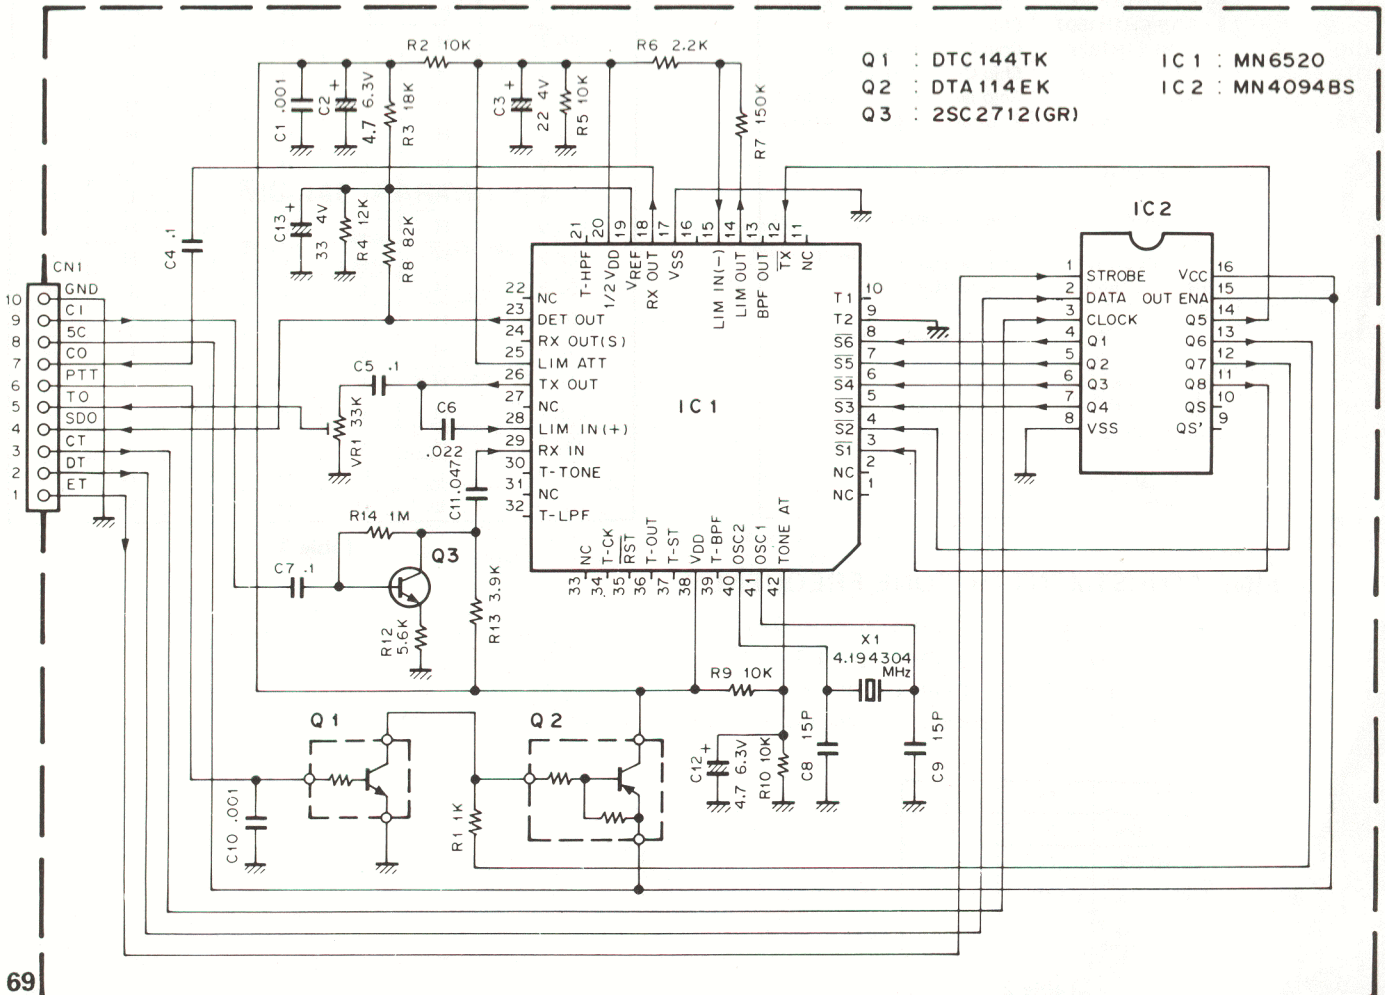 R2 10K
R6 2.2K
Q1 : DTC144TK
Q2 : DTA114EK
Q3 : 2SC2712(GR)
IC1 : MN6520
IC2 : MN4094BS
C1 .001
C2 + 4.7 6.3V
R3 18K
C3 + 22 4V
R5 10K
R7 150K
C4 .1
C13 + 33 4V
R4 12K
R8 82K
CN1
10 GND
9 CI
8 5C
7 CO
6 PTT
5 TO
4 SDO
3 CT
2 DT
1 ET
21 T-HPF
20 1/2 VDD
19 VREF
18 RX OUT
17 VSS
16
15 LIM IN(-)
14 LIM OUT
13 BPF OUT
12 TX
11 NC
22 NC
23 DET OUT
24 RX OUT(S)
25 LIM ATT
26 TX OUT
27 NC
28 LIM IN(+)
29 RX IN
30 T-TONE
31 NC
32 T-LPF
IC1
T1 10
T2 9
S6 8
S5 7
S4 6
S3 5
S2 4
S1 3
NC 2
NC 1
33 NC
34 T-CK
35 RST
36 T-OUT
37 T-ST
38 VDD
39 T-BPF
40 OSC2
41 OSC1
42 TONE AT
IC2
1 STROBE
2 DATA
3 CLOCK
4 Q1
5 Q2
6 Q3
7 Q4
8 VSS
VCC 16
OUT ENA 15
Q5 14
Q6 13
Q7 12
Q8 11
QS 10
QS' 9
C5 .1
VR1 33K
C6 .022
C11 .047
R14 1M
Q3
C7 .1
R12 5.6K
R13 3.9K
X1
4.194304
MHz
R9 10K
C8 15P
C9 15P
Q1
Q2
C12 + 4.7 6.3V
R10 10K
C10 .001
R1 1K
69